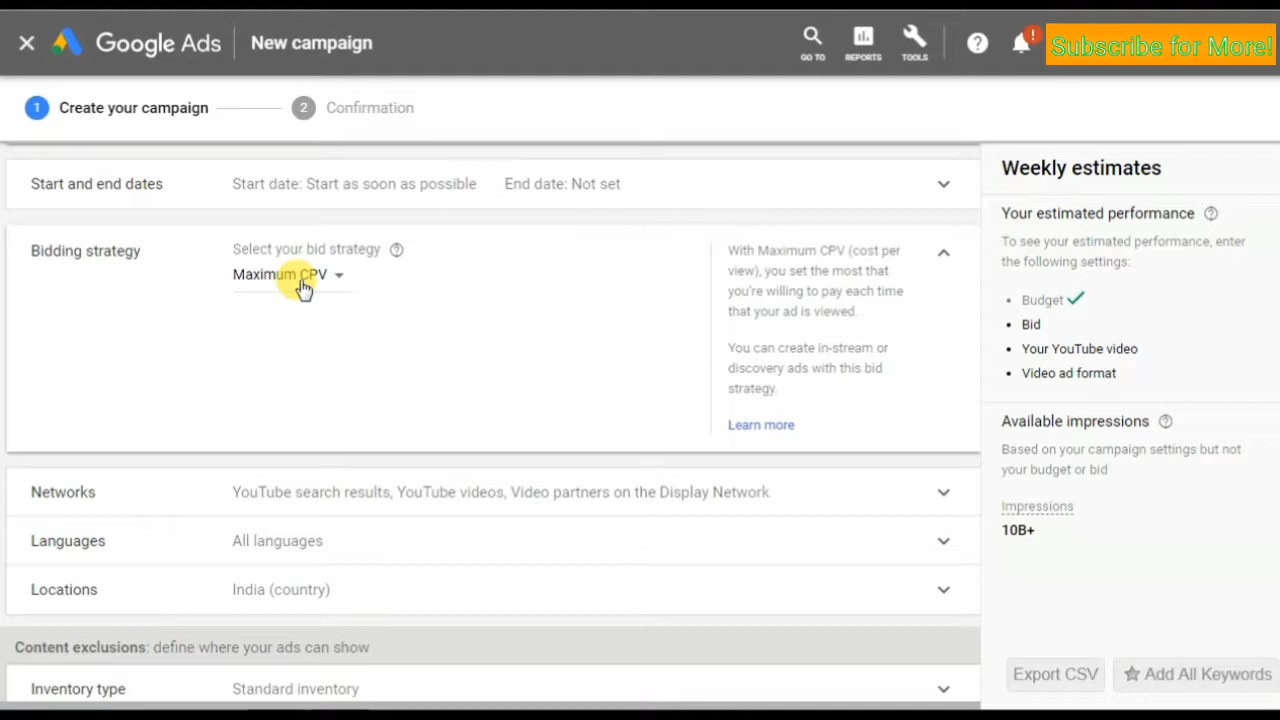 Google Ads
New campaign
GO TO
REPORTS
TOOLS
?
!
Subscribe for More!
1
Create your campaign
2
Confirmation
Start and end dates
Start date: Start as soon as possible
End date: Not set
Bidding strategy
Select your bid strategy ?
Maximum CPV
With Maximum CPV (cost per
view), you set the most that
you're willing to pay each time
that your ad is viewed.
You can create in-stream or
discovery ads with this bid
strategy.
Learn more
Networks
YouTube search results, YouTube videos, Video partners on the Display Network
Languages
All languages
Locations
India (country)
Content exclusions: define where your ads can show
Inventory type
Standard inventory
Weekly estimates
Your estimated performance ?
To see your estimated performance, enter
the following settings:
• Budget
• Bid
• Your YouTube video
• Video ad format
Available impressions ?
Based on your campaign settings but not
your budget or bid
Impressions
10B+
Export CSV
Add All Keywords